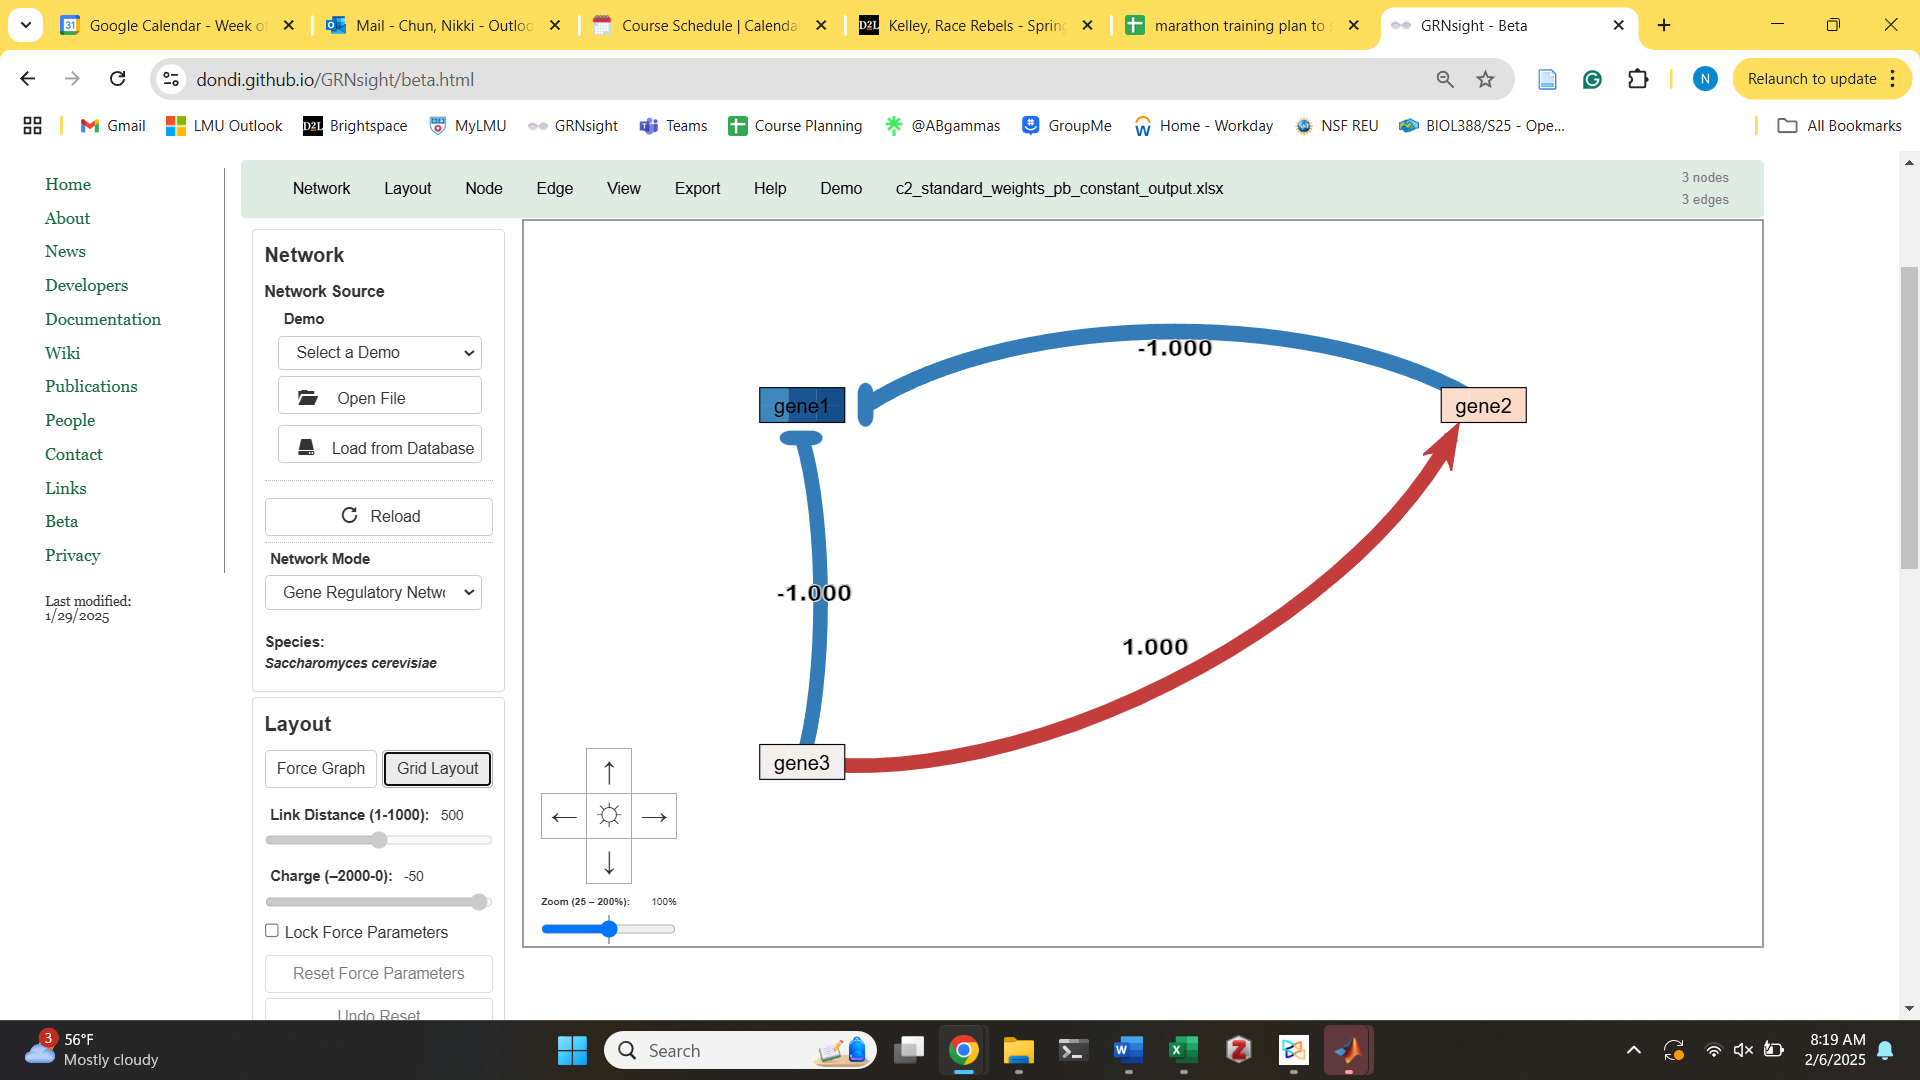 Google Calendar - Week of
Mail - Chun, Nikki - Outloo
Course Schedule | Calenda
D2L Kelley, Race Rebels - Spring
marathon training plan to s
GRNsight - Beta
dondi.github.io/GRNsight/beta.html
N
Relaunch to update
Gmail
LMU Outlook
D2L Brightspace
MyLMU
GRNsight
Teams
Course Planning
@ABgammas
GroupMe
Home - Workday
NSF REU
BIOL388/S25 - Ope...
All Bookmarks
Home
About
News
Developers
Documentation
Wiki
Publications
People
Contact
Links
Beta
Privacy
Last modified:
1/29/2025
Network Layout Node Edge View Export Help Demo c2_standard_weights_pb_constant_output.xlsx
3 nodes
3 edges
Network
Network Source
Demo
Select a Demo
Open File
Load from Database
Reload
Network Mode
Gene Regulatory Netwo
Species:
Saccharomyces cerevisiae
Layout
Force Graph
Grid Layout
Link Distance (1-1000): 500
Charge (–2000-0): -50
Lock Force Parameters
Reset Force Parameters
Undo Reset
-1.000
gene1
gene2
-1.000
1.000
gene3
Zoom (25 – 200%): 100%
3
56°F
Mostly cloudy
Search
8:19 AM
2/6/2025